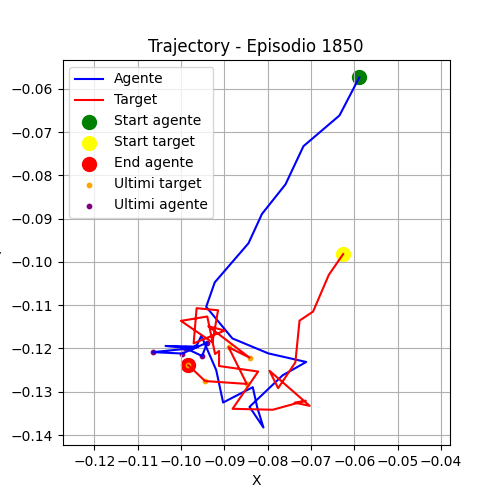 Trajectory - Episodio 1850
Agente
Target
Start agente
Start target
End agente
Ultimi target
Ultimi agente
−0.06
−0.07
−0.08
−0.09
−0.10
−0.11
−0.12
−0.13
−0.14
−0.12 −0.11 −0.10 −0.09 −0.08 −0.07 −0.06 −0.05 −0.04
X